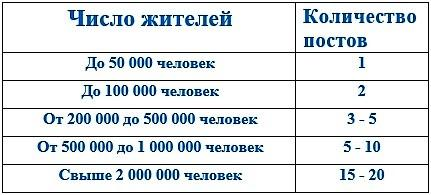 Число жителей
Количество
постов
До 50 000 человек
1
До 100 000 человек
2
От 200 000 до 500 000 человек
3 - 5
От 500 000 до 1 000 000 человек
5 - 10
Свыше 2 000 000 человек
15 - 20